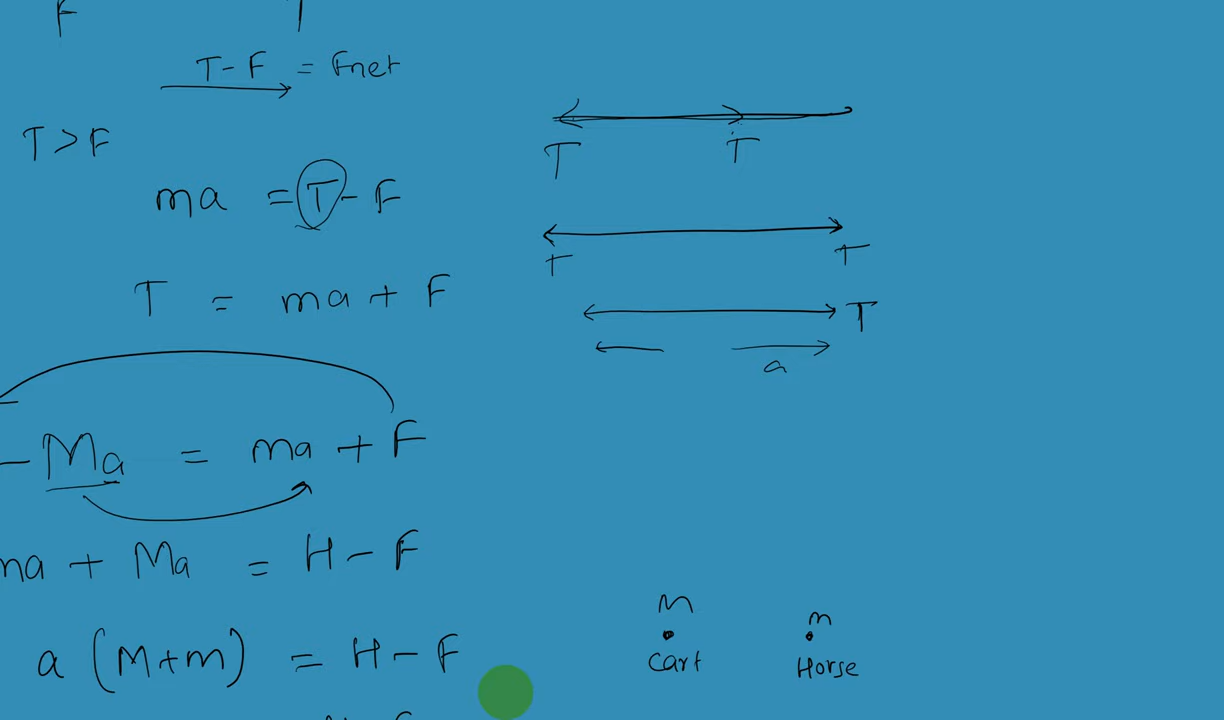 F T
T - F = Fnet
T > F
ma = T - F
T = ma + F
- Ma = ma + F
ma + Ma = H - F
a (M+m) = H - F
T T
T T
T
a
m
cart
m
Horse